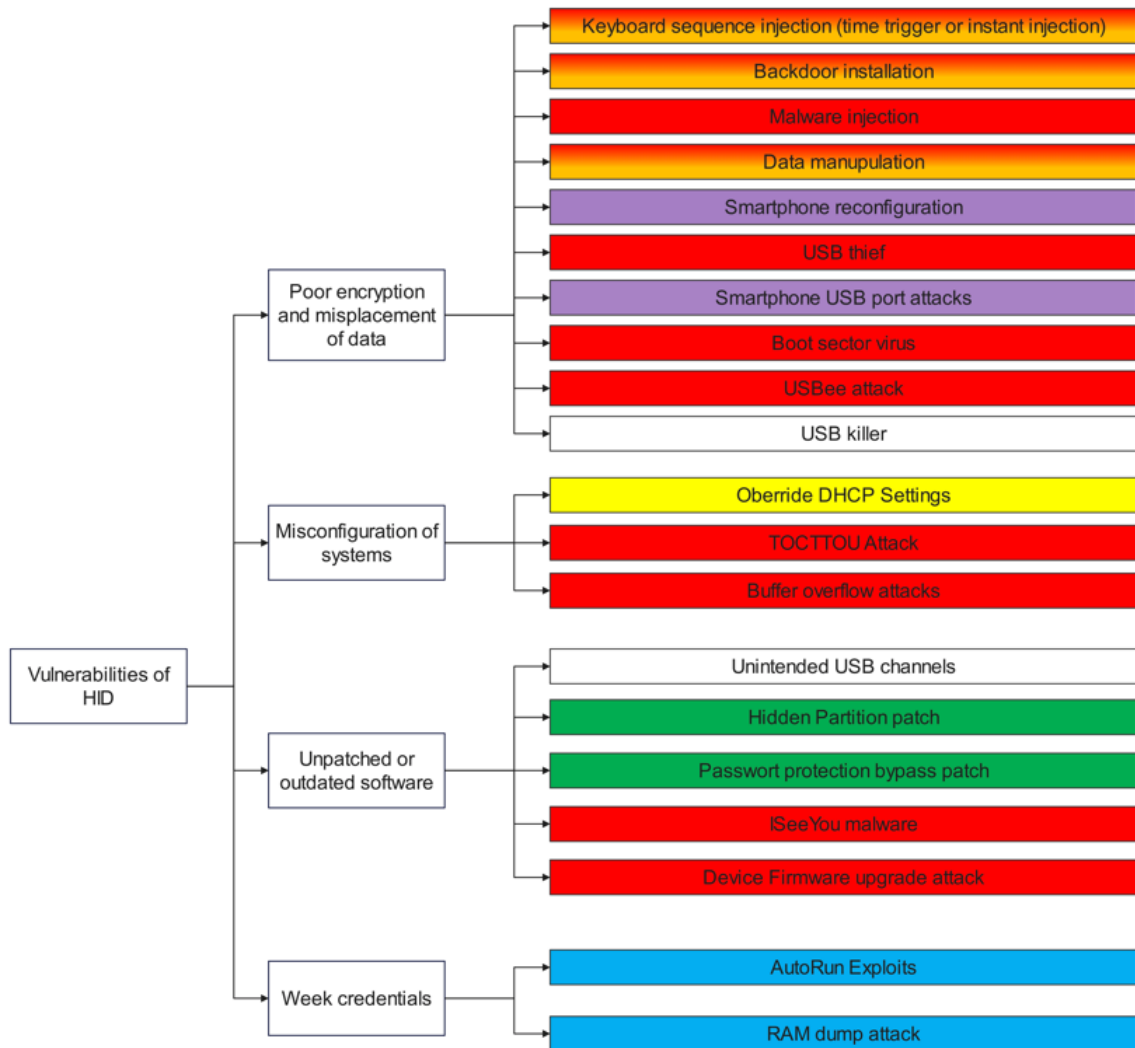 Keyboard sequence injection (time trigger or instant injection)
Backdoor installation
Malware injection
Data manupulation
Smartphone reconfiguration
USB thief
Poor encryption
and misplacement
of data
Smartphone USB port attacks
Boot sector virus
USBee attack
USB killer
Oberride DHCP Settings
Misconfiguration of
systems
TOCTTOU Attack
Buffer overflow attacks
Vulnerabilities of
HID
Unintended USB channels
Hidden Partition patch
Unpatched or
outdated software
Passwort protection bypass patch
ISeeYou malware
Device Firmware upgrade attack
AutoRun Exploits
Week credentials
RAM dump attack